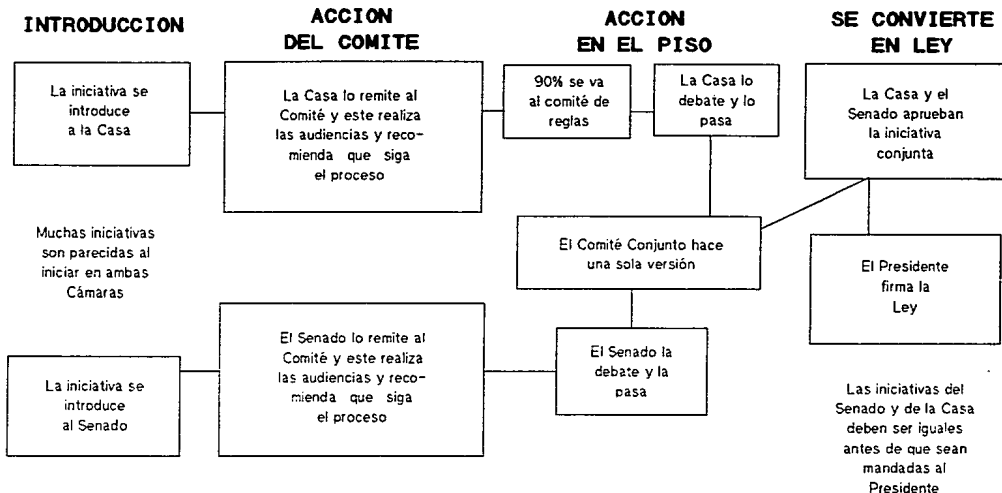 INTRODUCCION
ACCION
DEL COMITE
ACCION
EN EL PISO
SE CONVIERTE
EN LEY
La iniciativa se
introduce
a la Casa
La Casa lo remite al
Comité y este realiza
las audiencias y reco-
mienda que siga
el proceso
90% se va
al comité de
reglas
La Casa lo
debate y lo
pasa
La Casa y el
Senado aprueban
la iniciativa
conjunta
Muchas iniciativas
son parecidas al
iniciar en ambas
Cámaras
El Comité Conjunto hace
una sola versión
El Presidente
firma la
Ley
La iniciativa se
introduce
al Senado
El Senado lo remite al
Comité y este realiza
las audiencias y reco-
mienda que siga
el proceso
El Senado la
debate y la
pasa
Las iniciativas del
Senado y de la Casa
deben ser iguales
antes de que sean
mandadas al
Presidente